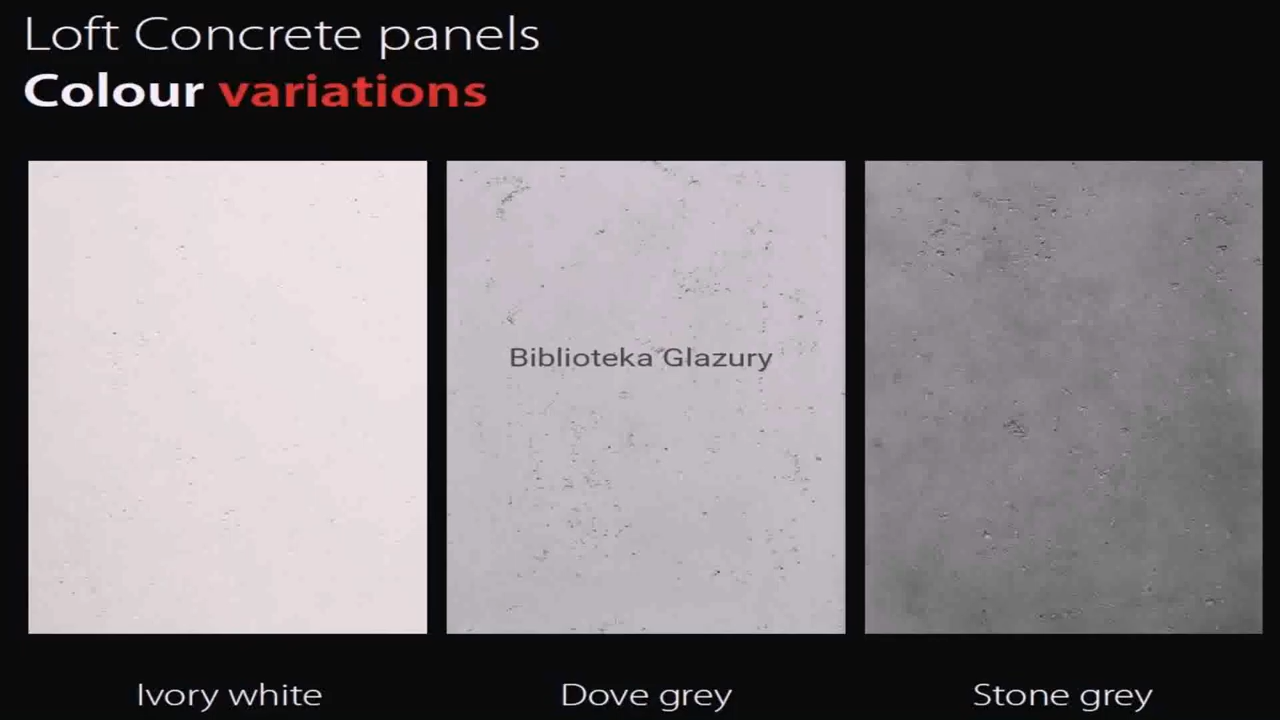 Loft Concrete panels
Colour variations
Biblioteka Glazury
Ivory white
Dove grey
Stone grey